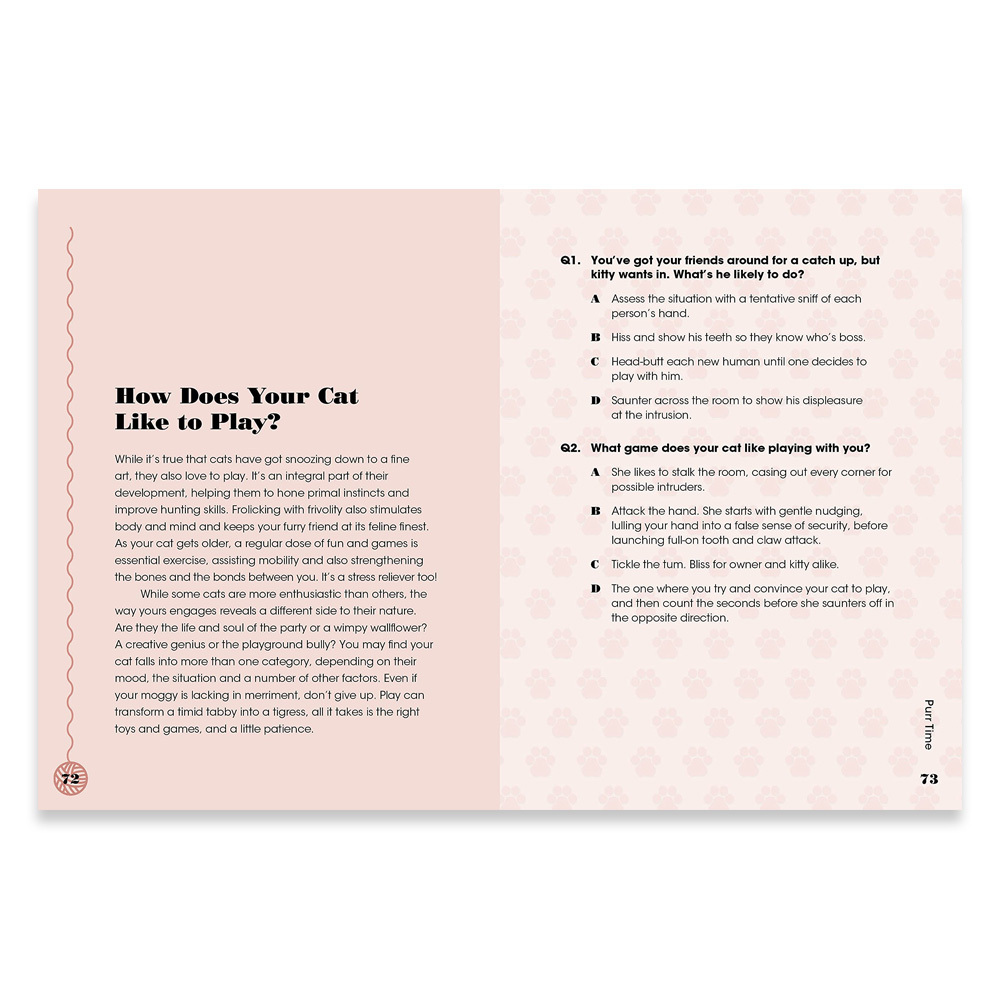 How Does Your Cat
Like to Play?
While it's true that cats have got snoozing down to a fine
art, they also love to play. It's an integral part of their
development, helping them to hone primal instincts and
improve hunting skills. Frolicking with frivolity also stimulates
body and mind and keeps your furry friend at its feline finest.
As your cat gets older, a regular dose of fun and games is
essential exercise, assisting mobility and also strengthening
the bones and the bonds between you. It's a stress reliever too!
While some cats are more enthusiastic than others, the
way yours engages reveals a different side to their nature.
Are they the life and soul of the party or a wimpy wallflower?
A creative genius or the playground bully? You may find your
cat falls into more than one category, depending on their
mood, the situation and a number of other factors. Even if
your moggy is lacking in merriment, don't give up. Play can
transform a timid tabby into a tigress, all it takes is the right
toys and games, and a little patience.
72
Q1. You've got your friends around for a catch up, but
kitty wants in. What's he likely to do?
A Assess the situation with a tentative sniff of each
person's hand.
B Hiss and show his teeth so they know who's boss.
C Head-butt each new human until one decides to
play with him.
D Saunter across the room to show his displeasure
at the intrusion.
Q2. What game does your cat like playing with you?
A She likes to stalk the room, casing out every corner for
possible intruders.
B Attack the hand. She starts with gentle nudging,
lulling your hand into a false sense of security, before
launching full-on tooth and claw attack.
C Tickle the tum. Bliss for owner and kitty alike.
D The one where you try and convince your cat to play,
and then count the seconds before she saunters off in
the opposite direction.
Purr Time
73